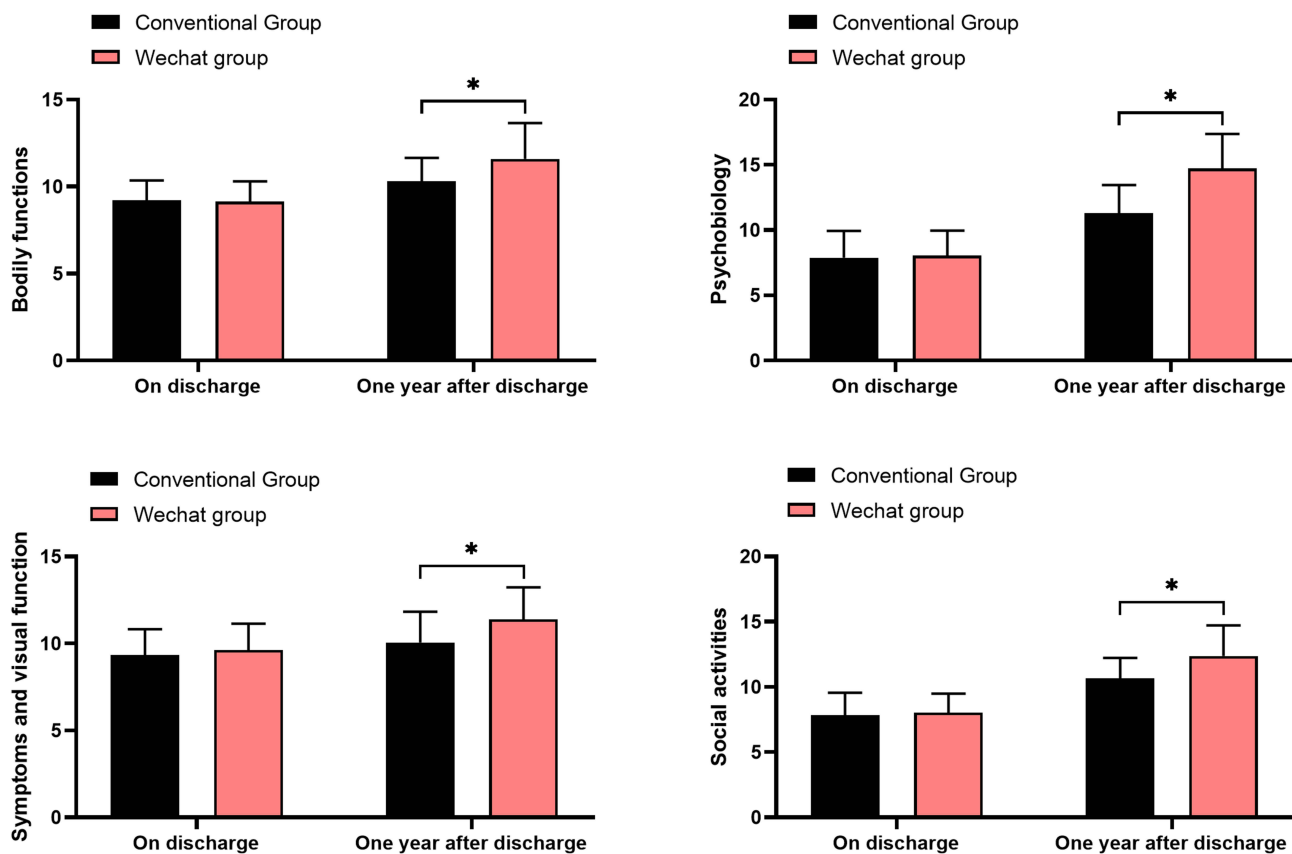 Conventional Group
Wechat group
*
15
10
5
0
Bodily functions
On discharge
One year after discharge
Conventional Group
Wechat group
*
20
15
10
5
0
Psychobiology
On discharge
One year after discharge
Conventional Group
Wechat group
*
15
10
5
0
Symptoms and visual function
On discharge
One year after discharge
Conventional Group
Wechat group
*
20
15
10
5
0
Social activities
On discharge
One year after discharge